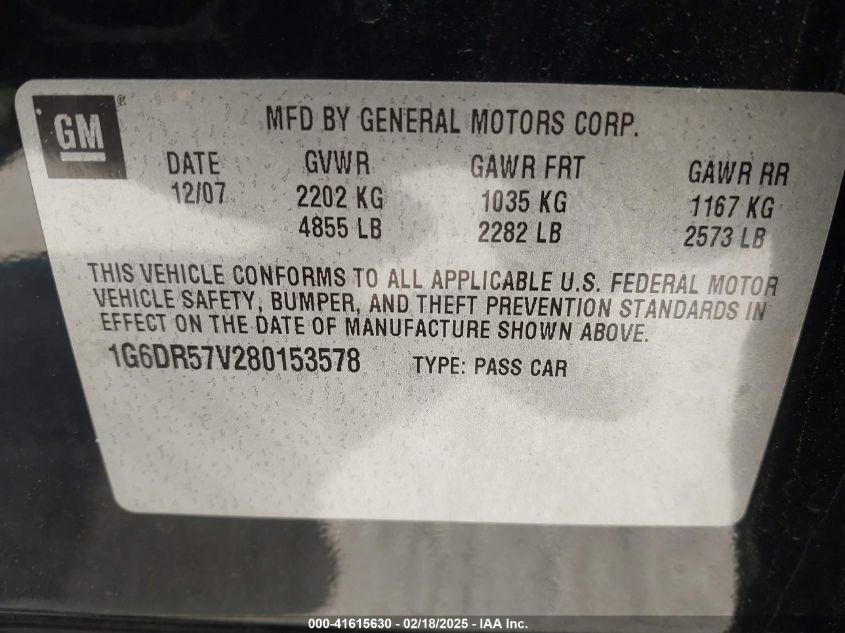 GM®
MFD BY GENERAL MOTORS CORP.
DATE GVWR GAWR FRT GAWR RR
12/07 2202 KG 1035 KG 1167 KG
4855 LB 2282 LB 2573 LB
THIS VEHICLE CONFORMS TO ALL APPLICABLE U.S. FEDERAL MOTOR
VEHICLE SAFETY, BUMPER, AND THEFT PREVENTION STANDARDS IN
EFFECT ON THE DATE OF MANUFACTURE SHOWN ABOVE.
1G6DR57V280153578 TYPE: PASS CAR
000-41615630 - 02/18/2025 - IAA Inc.